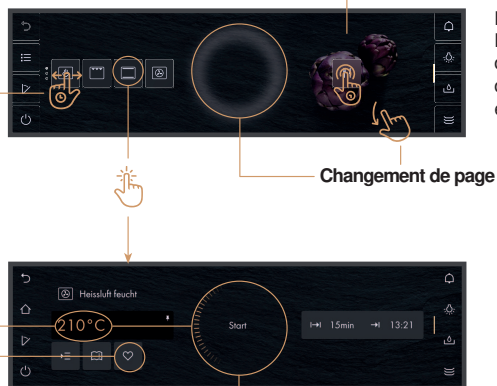 Changement de page
Heissluft feucht
210°C
Start
15min
13:21